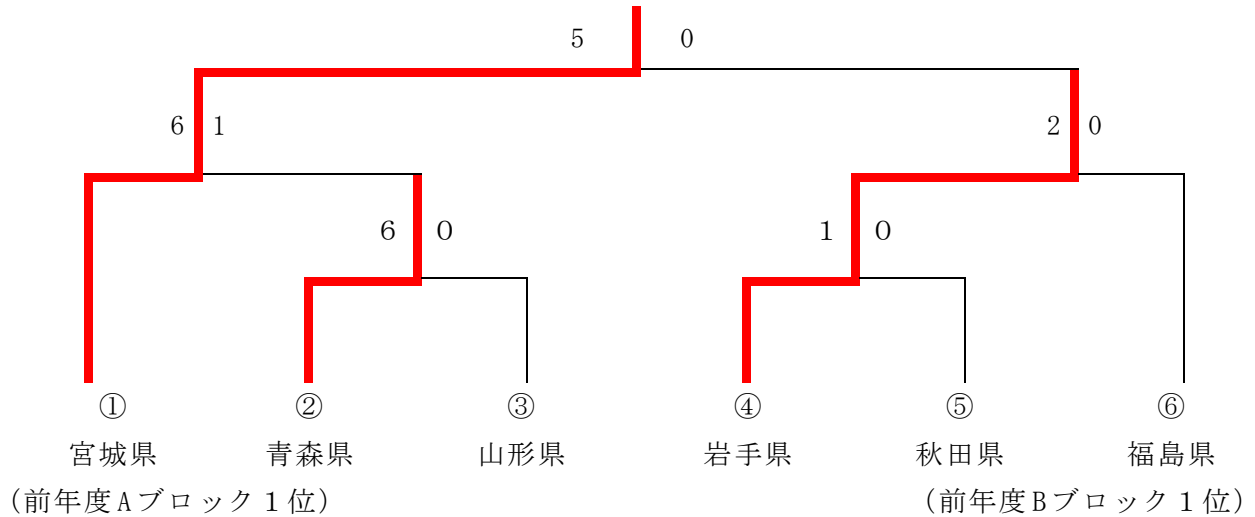 5 0
6 1 2 0
6 0 1 0
① ② ③ ④ ⑤ ⑥
宮城県 青森県 山形県 岩手県 秋田県 福島県
(前年度Aブロック１位) (前年度Bブロック１位)